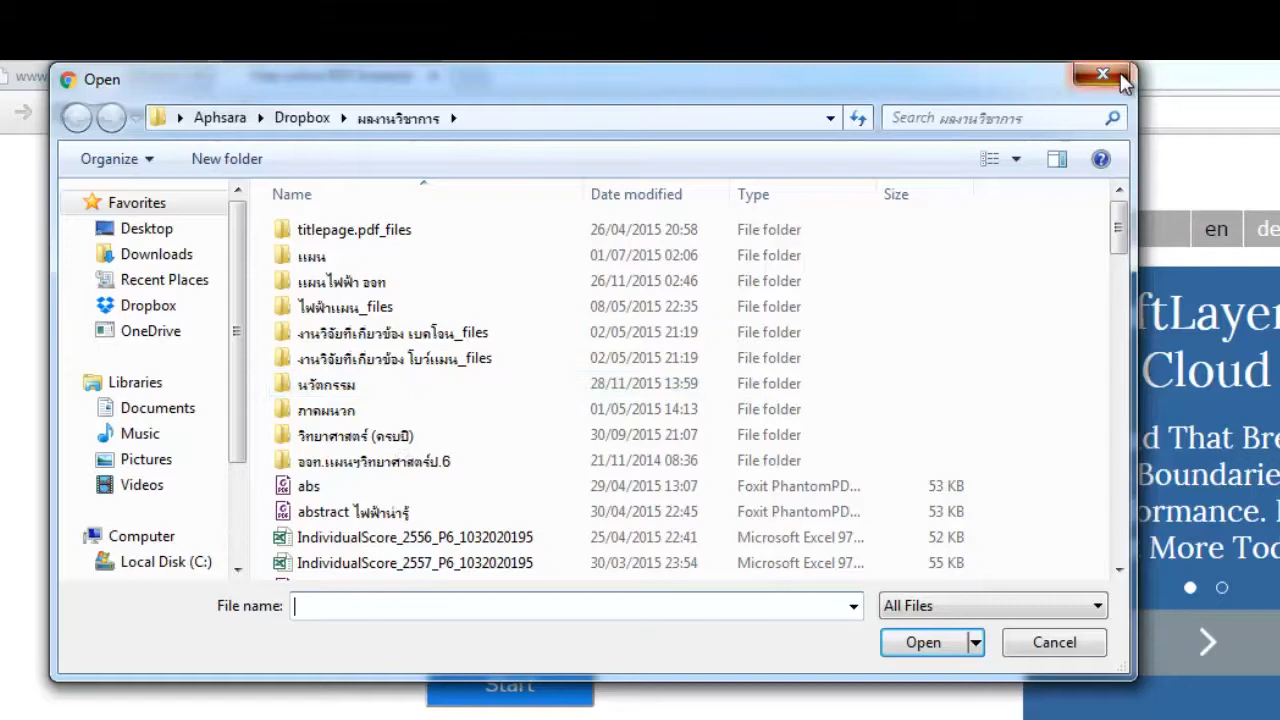 www
Open
Aphsara Dropbox ผลงานวิชาการ
Search ผลงานวิชาการ
Organize New folder
Name Date modified Type Size
Favorites
Desktop
Downloads
Recent Places
Dropbox
OneDrive
Libraries
Documents
Music
Pictures
Videos
Computer
Local Disk (C:)
titlepage.pdf_files 26/04/2015 20:58 File folder
แผน 01/07/2015 02:06 File folder
แผนไฟฟ้า ออท 26/11/2015 02:46 File folder
ไฟฟ้าแผน_files 08/05/2015 22:35 File folder
งานวิจัยที่เกี่ยวข้อง เบดโจน_files 02/05/2015 21:19 File folder
งานวิจัยที่เกี่ยวข้อง โบว์แผน_files 02/05/2015 21:19 File folder
นวัตกรรม 28/11/2015 13:59 File folder
ภาคผนวก 01/05/2015 14:13 File folder
วิทยาศาสตร์ (ครบปี) 30/09/2015 21:07 File folder
ออท.แผนฯวิทยาศาสตร์ป.6 21/11/2014 08:36 File folder
abs 29/04/2015 13:07 Foxit PhantomPD... 53 KB
abstract ไฟฟ้าน่ารู้ 30/04/2015 22:45 Foxit PhantomPD... 53 KB
IndividualScore_2556_P6_1032020195 25/04/2015 22:41 Microsoft Excel 97... 52 KB
IndividualScore_2557_P6_1032020195 30/03/2015 23:54 Microsoft Excel 97... 55 KB
File name: All Files
Open Cancel
Start
en de
ftLayer
Cloud
d That Bre
Boundarie
ormance.
More Too